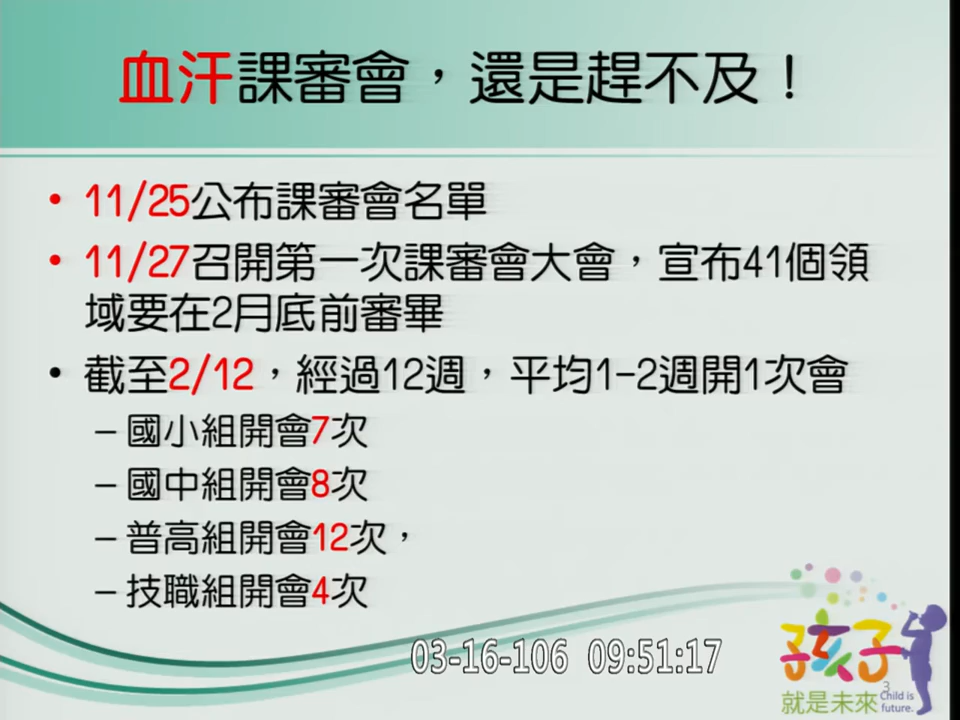 血汗課審會，還是趕不及！
• 11/25公布課審會名單
• 11/27召開第一次課審會大會，宣布41個領
域要在2月底前審畢
• 截至2/12，經過12週，平均1-2週開1次會
– 國小組開會7次
– 國中組開會8次
– 普高組開會12次，
– 技職組開會4次
03-16-106 09:51:17
孩子
就是未來 Child is future.
3